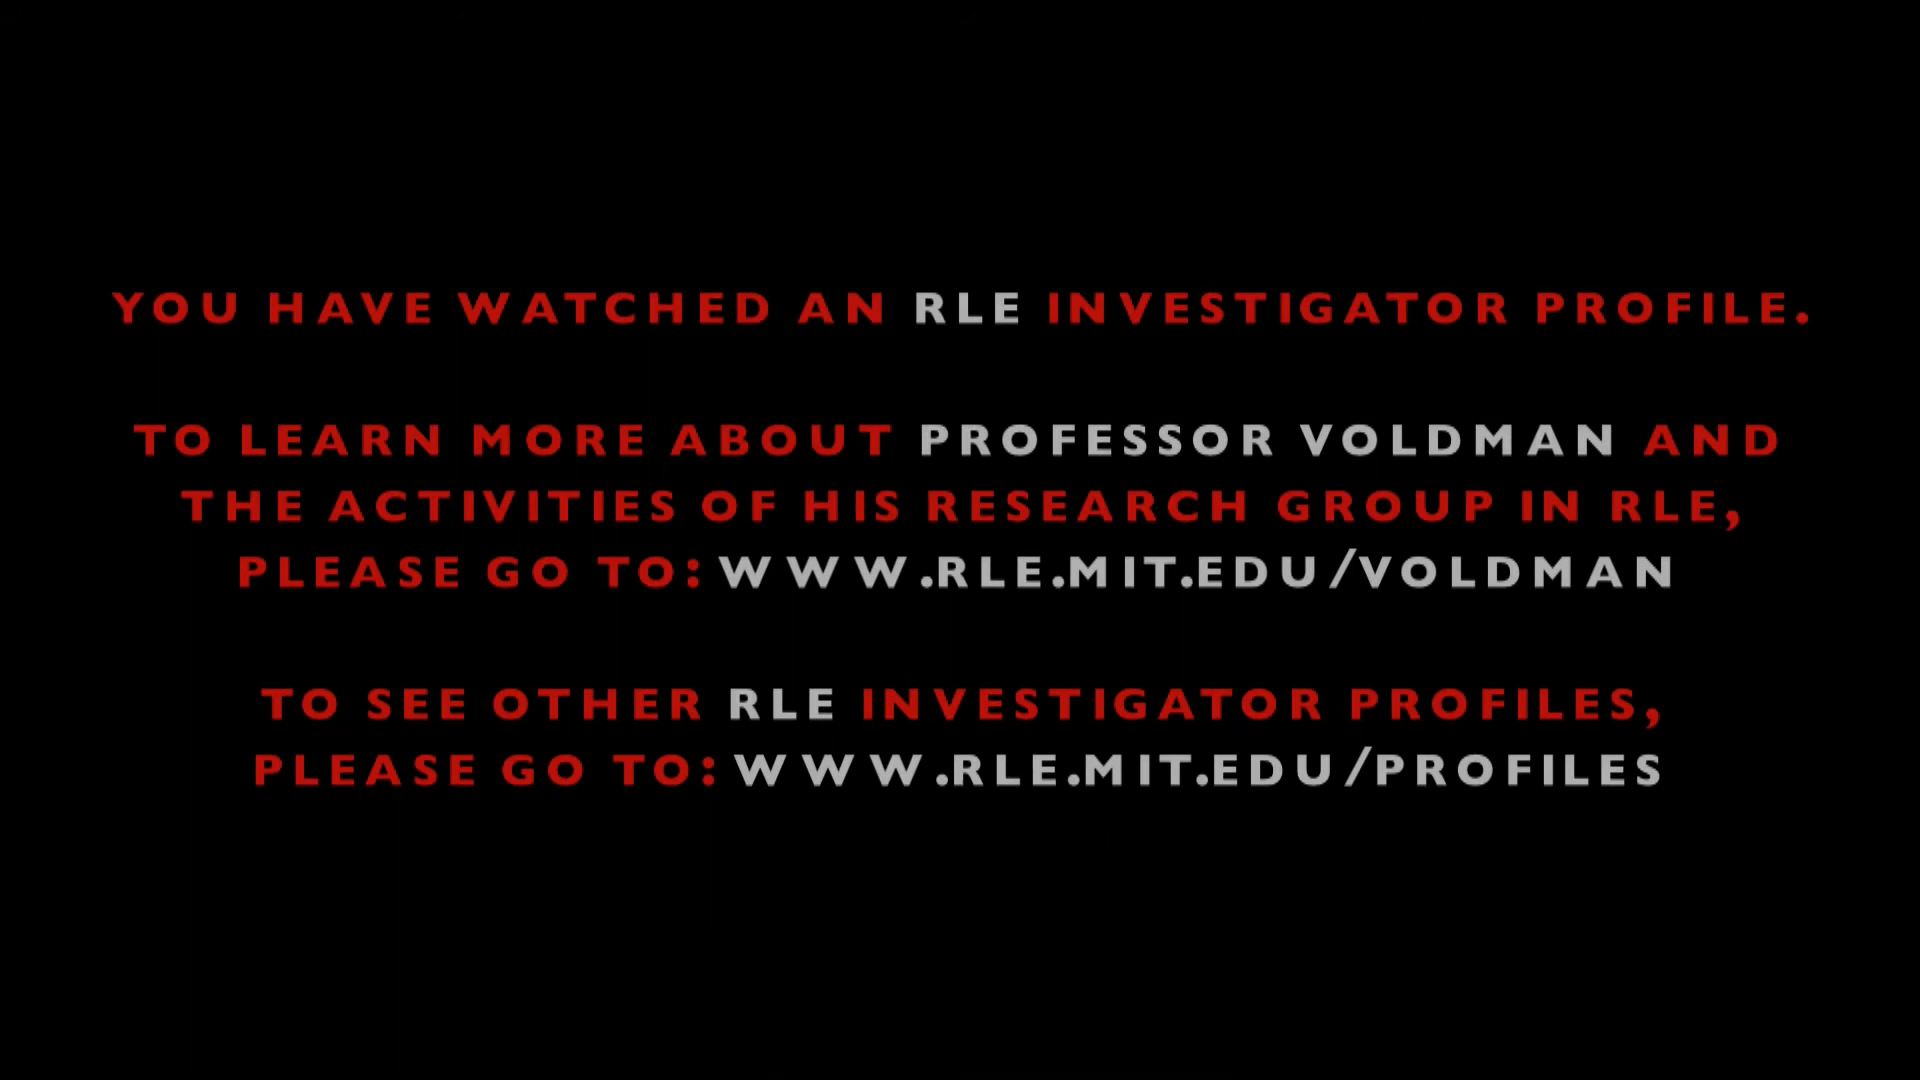 YOU HAVE WATCHED AN RLE INVESTIGATOR PROFILE.
TO LEARN MORE ABOUT PROFESSOR VOLDMAN AND
THE ACTIVITIES OF HIS RESEARCH GROUP IN RLE,
PLEASE GO TO: WWW.RLE.MIT.EDU/VOLDMAN
TO SEE OTHER RLE INVESTIGATOR PROFILES,
PLEASE GO TO: WWW.RLE.MIT.EDU/PROFILES